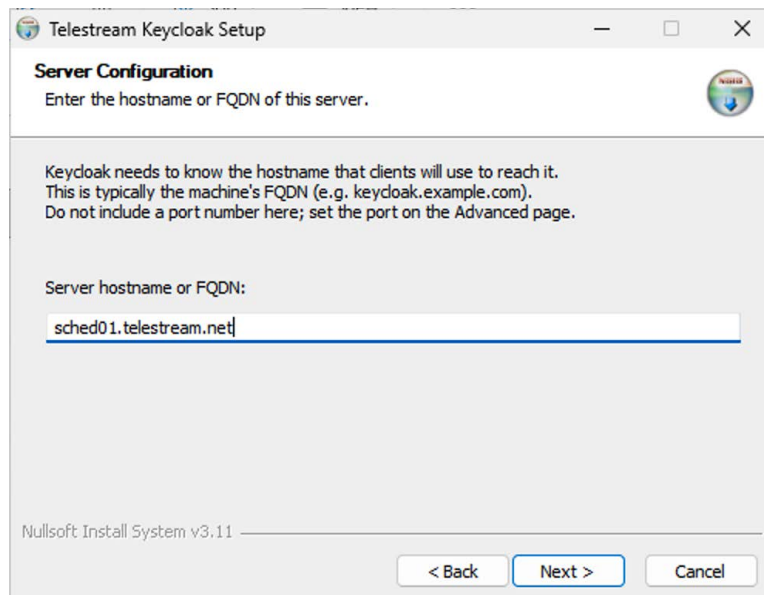 Telestream Keycloak Setup
Server Configuration
Enter the hostname or FQDN of this server.
Keycloak needs to know the hostname that clients will use to reach it.
This is typically the machine's FQDN (e.g. keycloak.example.com).
Do not include a port number here; set the port on the Advanced page.
Server hostname or FQDN:
sched01.telestream.net
Nullsoft Install System v3.11
< Back Next > Cancel